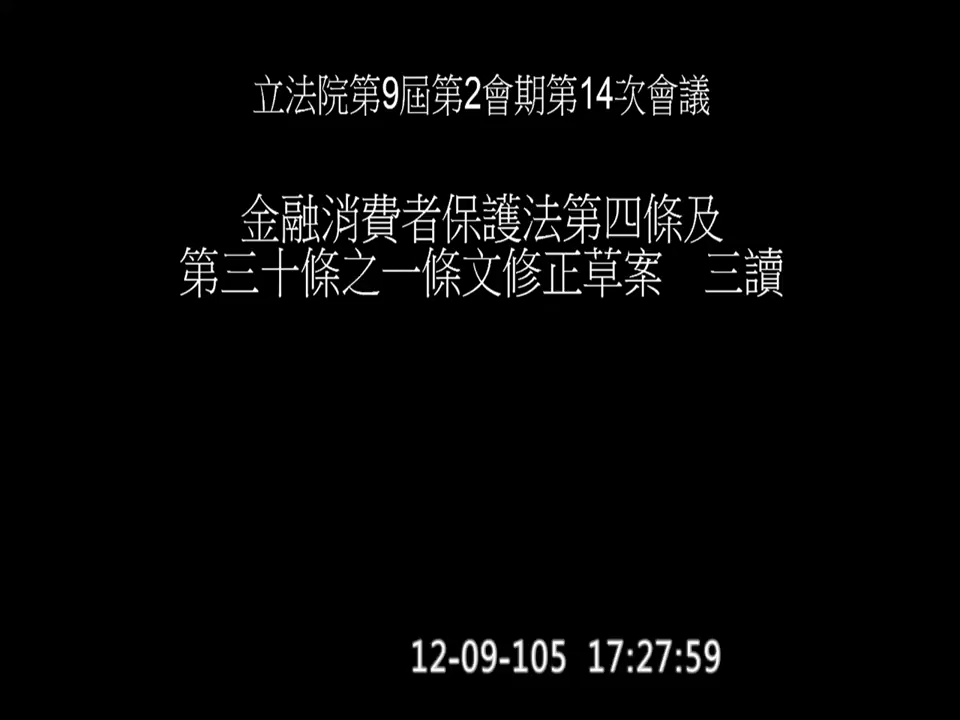 立法院第9屆第2會期第14次會議
金融消費者保護法第四條及
第三十條之一條文修正草案　三讀
12-09-105 17:27:59